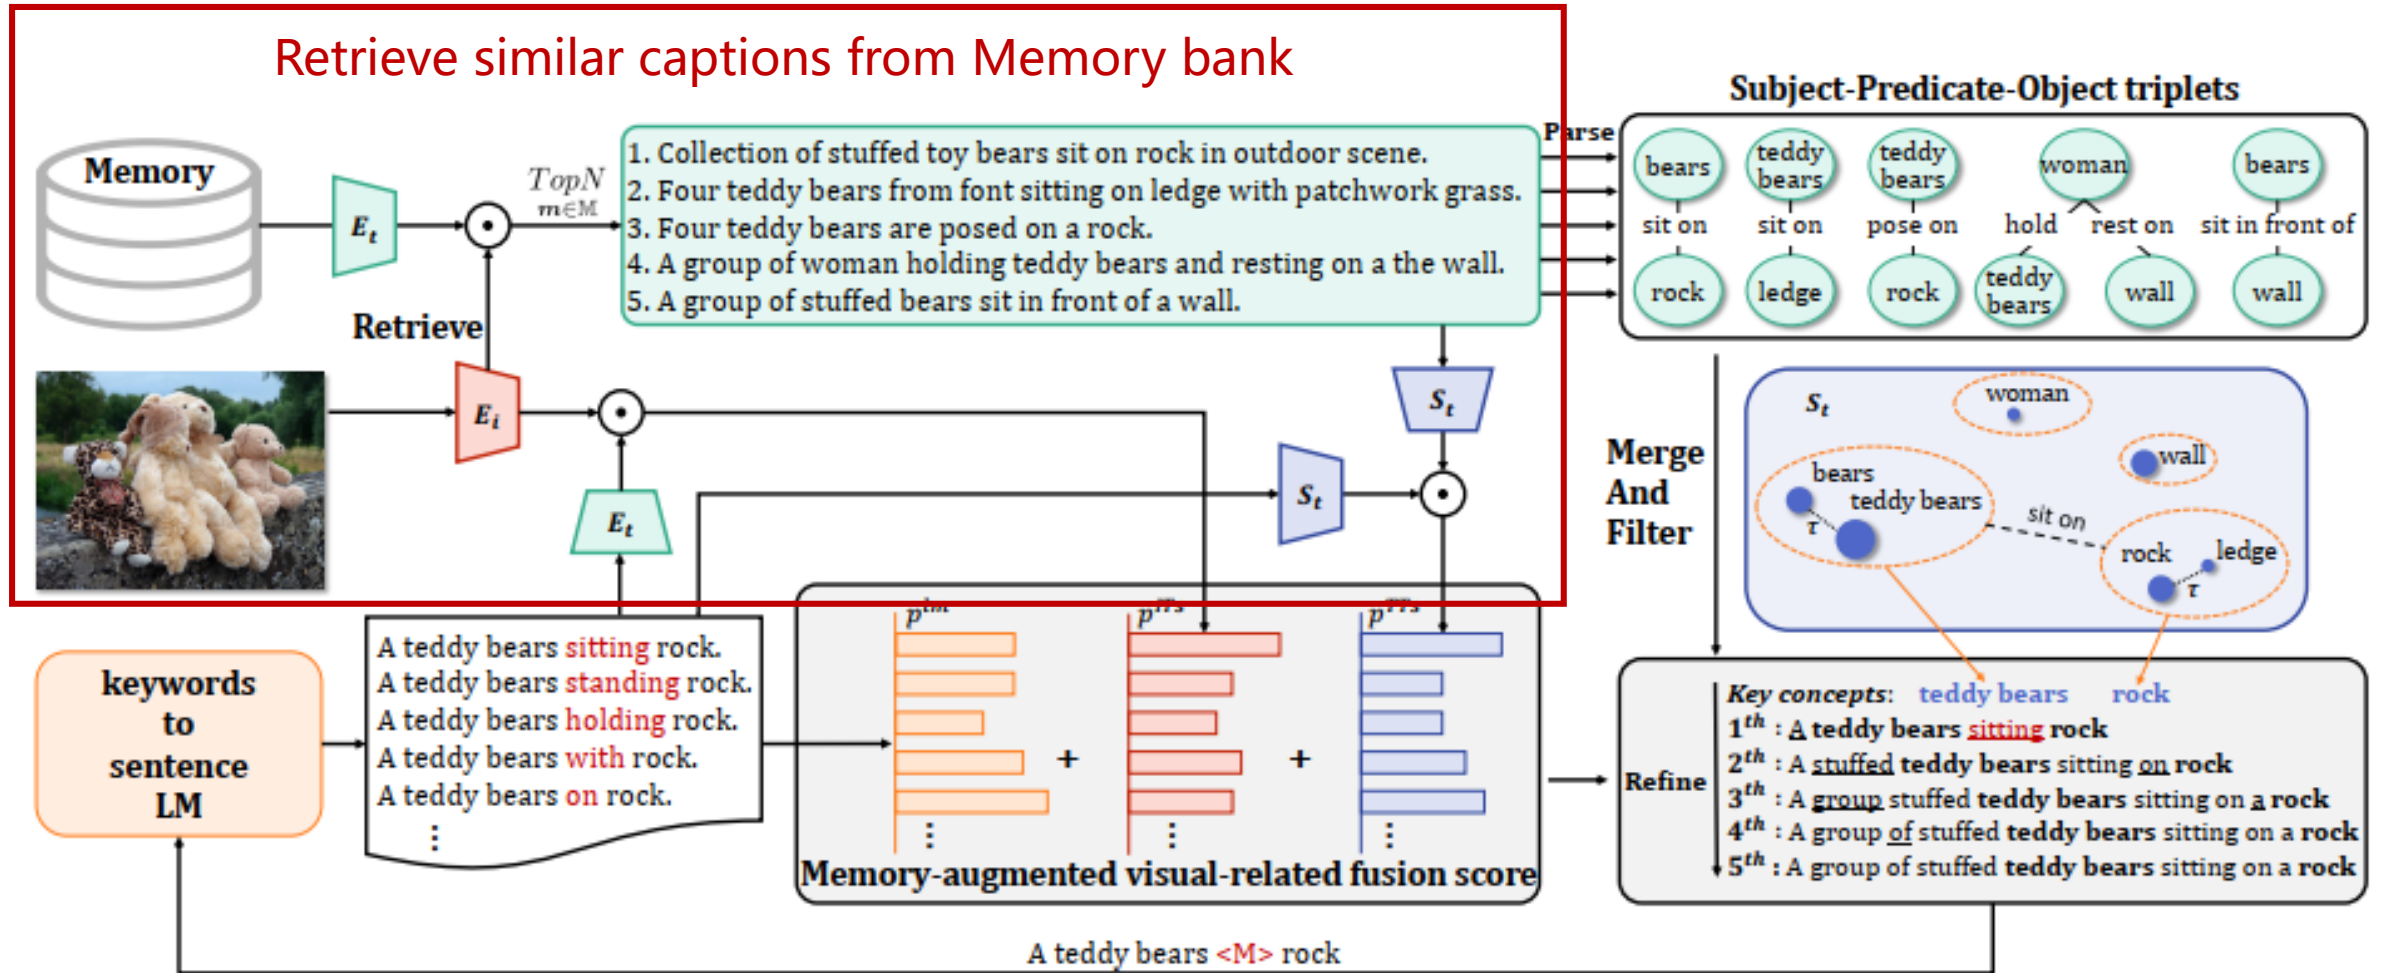 Retrieve similar captions from Memory bank
Memory
E_t
TopN
m∈M
1. Collection of stuffed toy bears sit on rock in outdoor scene.
2. Four teddy bears from font sitting on ledge with patchwork grass.
3. Four teddy bears are posed on a rock.
4. A group of woman holding teddy bears and resting on a the wall.
5. A group of stuffed bears sit in front of a wall.
Parse
Subject-Predicate-Object triplets
bears
sit on
rock
teddy
bears
sit on
ledge
teddy
bears
pose on
rock
woman
hold
rest on
teddy
bears
wall
bears
sit in front of
wall
Retrieve
E_i
E_t
S_t
S_t
Merge
And
Filter
S_t
woman
wall
bears
teddy bears
τ
sit on
rock
ledge
τ
keywords
to
sentence
LM
A teddy bears sitting rock.
A teddy bears standing rock.
A teddy bears holding rock.
A teddy bears with rock.
A teddy bears on rock.
⋮
p^lm
p^ITs
p^TTs
+
+
⋮
⋮
⋮
Memory-augmented visual-related fusion score
Refine
Key concepts: teddy bears rock
1^th : A teddy bears sitting rock
2^th : A stuffed teddy bears sitting on rock
3^th : A group stuffed teddy bears sitting on a rock
4^th : A group of stuffed teddy bears sitting on a rock
5^th : A group of stuffed teddy bears sitting on a rock
A teddy bears <M> rock